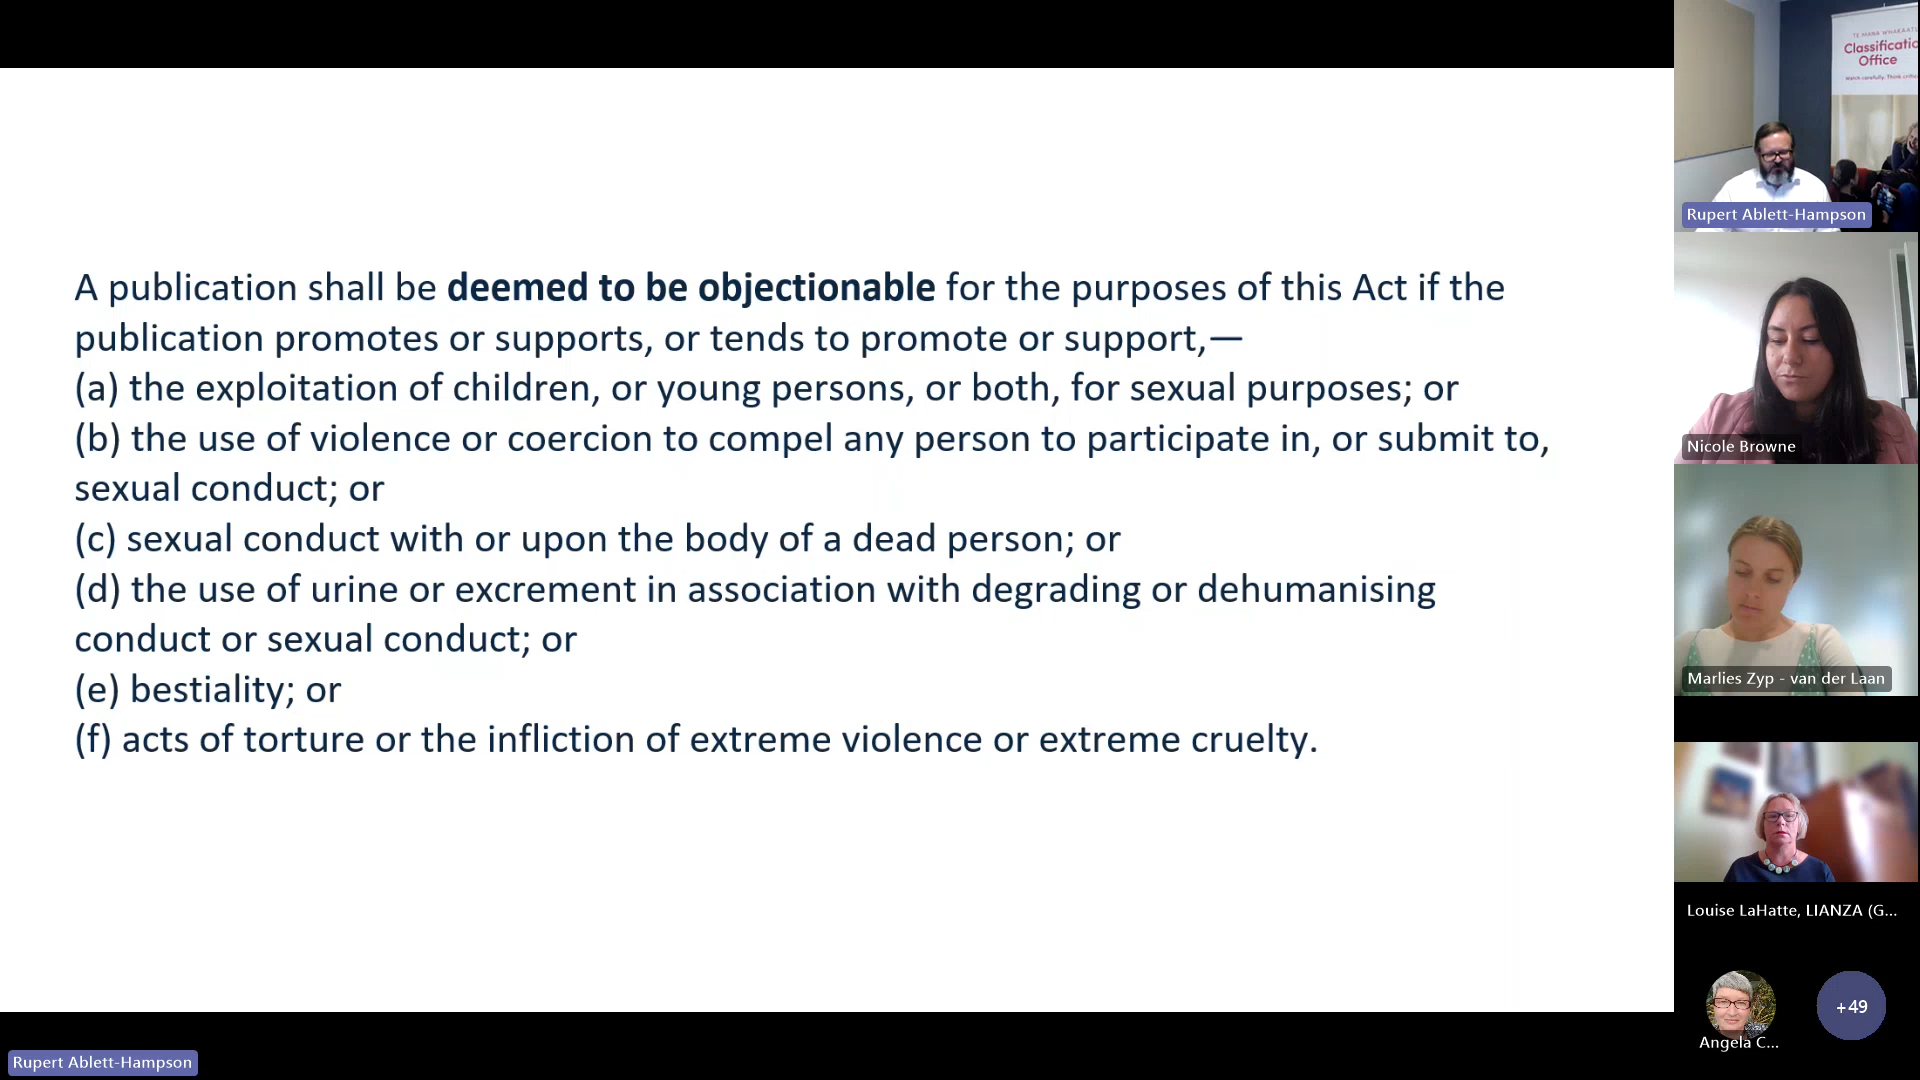 A publication shall be deemed to be objectionable for the purposes of this Act if the
publication promotes or supports, or tends to promote or support,—
(a) the exploitation of children, or young persons, or both, for sexual purposes; or
(b) the use of violence or coercion to compel any person to participate in, or submit to,
sexual conduct; or
(c) sexual conduct with or upon the body of a dead person; or
(d) the use of urine or excrement in association with degrading or dehumanising
conduct or sexual conduct; or
(e) bestiality; or
(f) acts of torture or the infliction of extreme violence or extreme cruelty.
Rupert Ablett-Hampson
TE MANA
Classificatio
Office
Rupert Ablett-Hampson
Nicole Browne
Marlies Zyp - van der Laan
Louise LaHatte, LIANZA (G...
Angela C...
+49